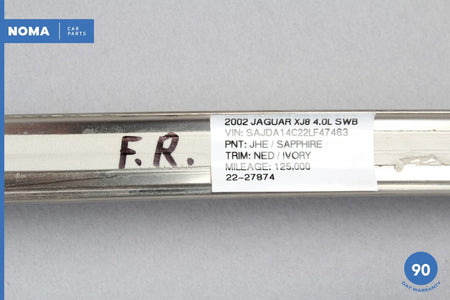 NOMA CAR PARTS
F.R.
2002 JAGUAR XJ8 4.0L SWB
VIN: SAJDA14C22LF47463
PNT: JHE / SAPPHIRE
TRIM: NED / IVORY
MILEAGE: 125,000
22-27874
90
DAY WARRANTY